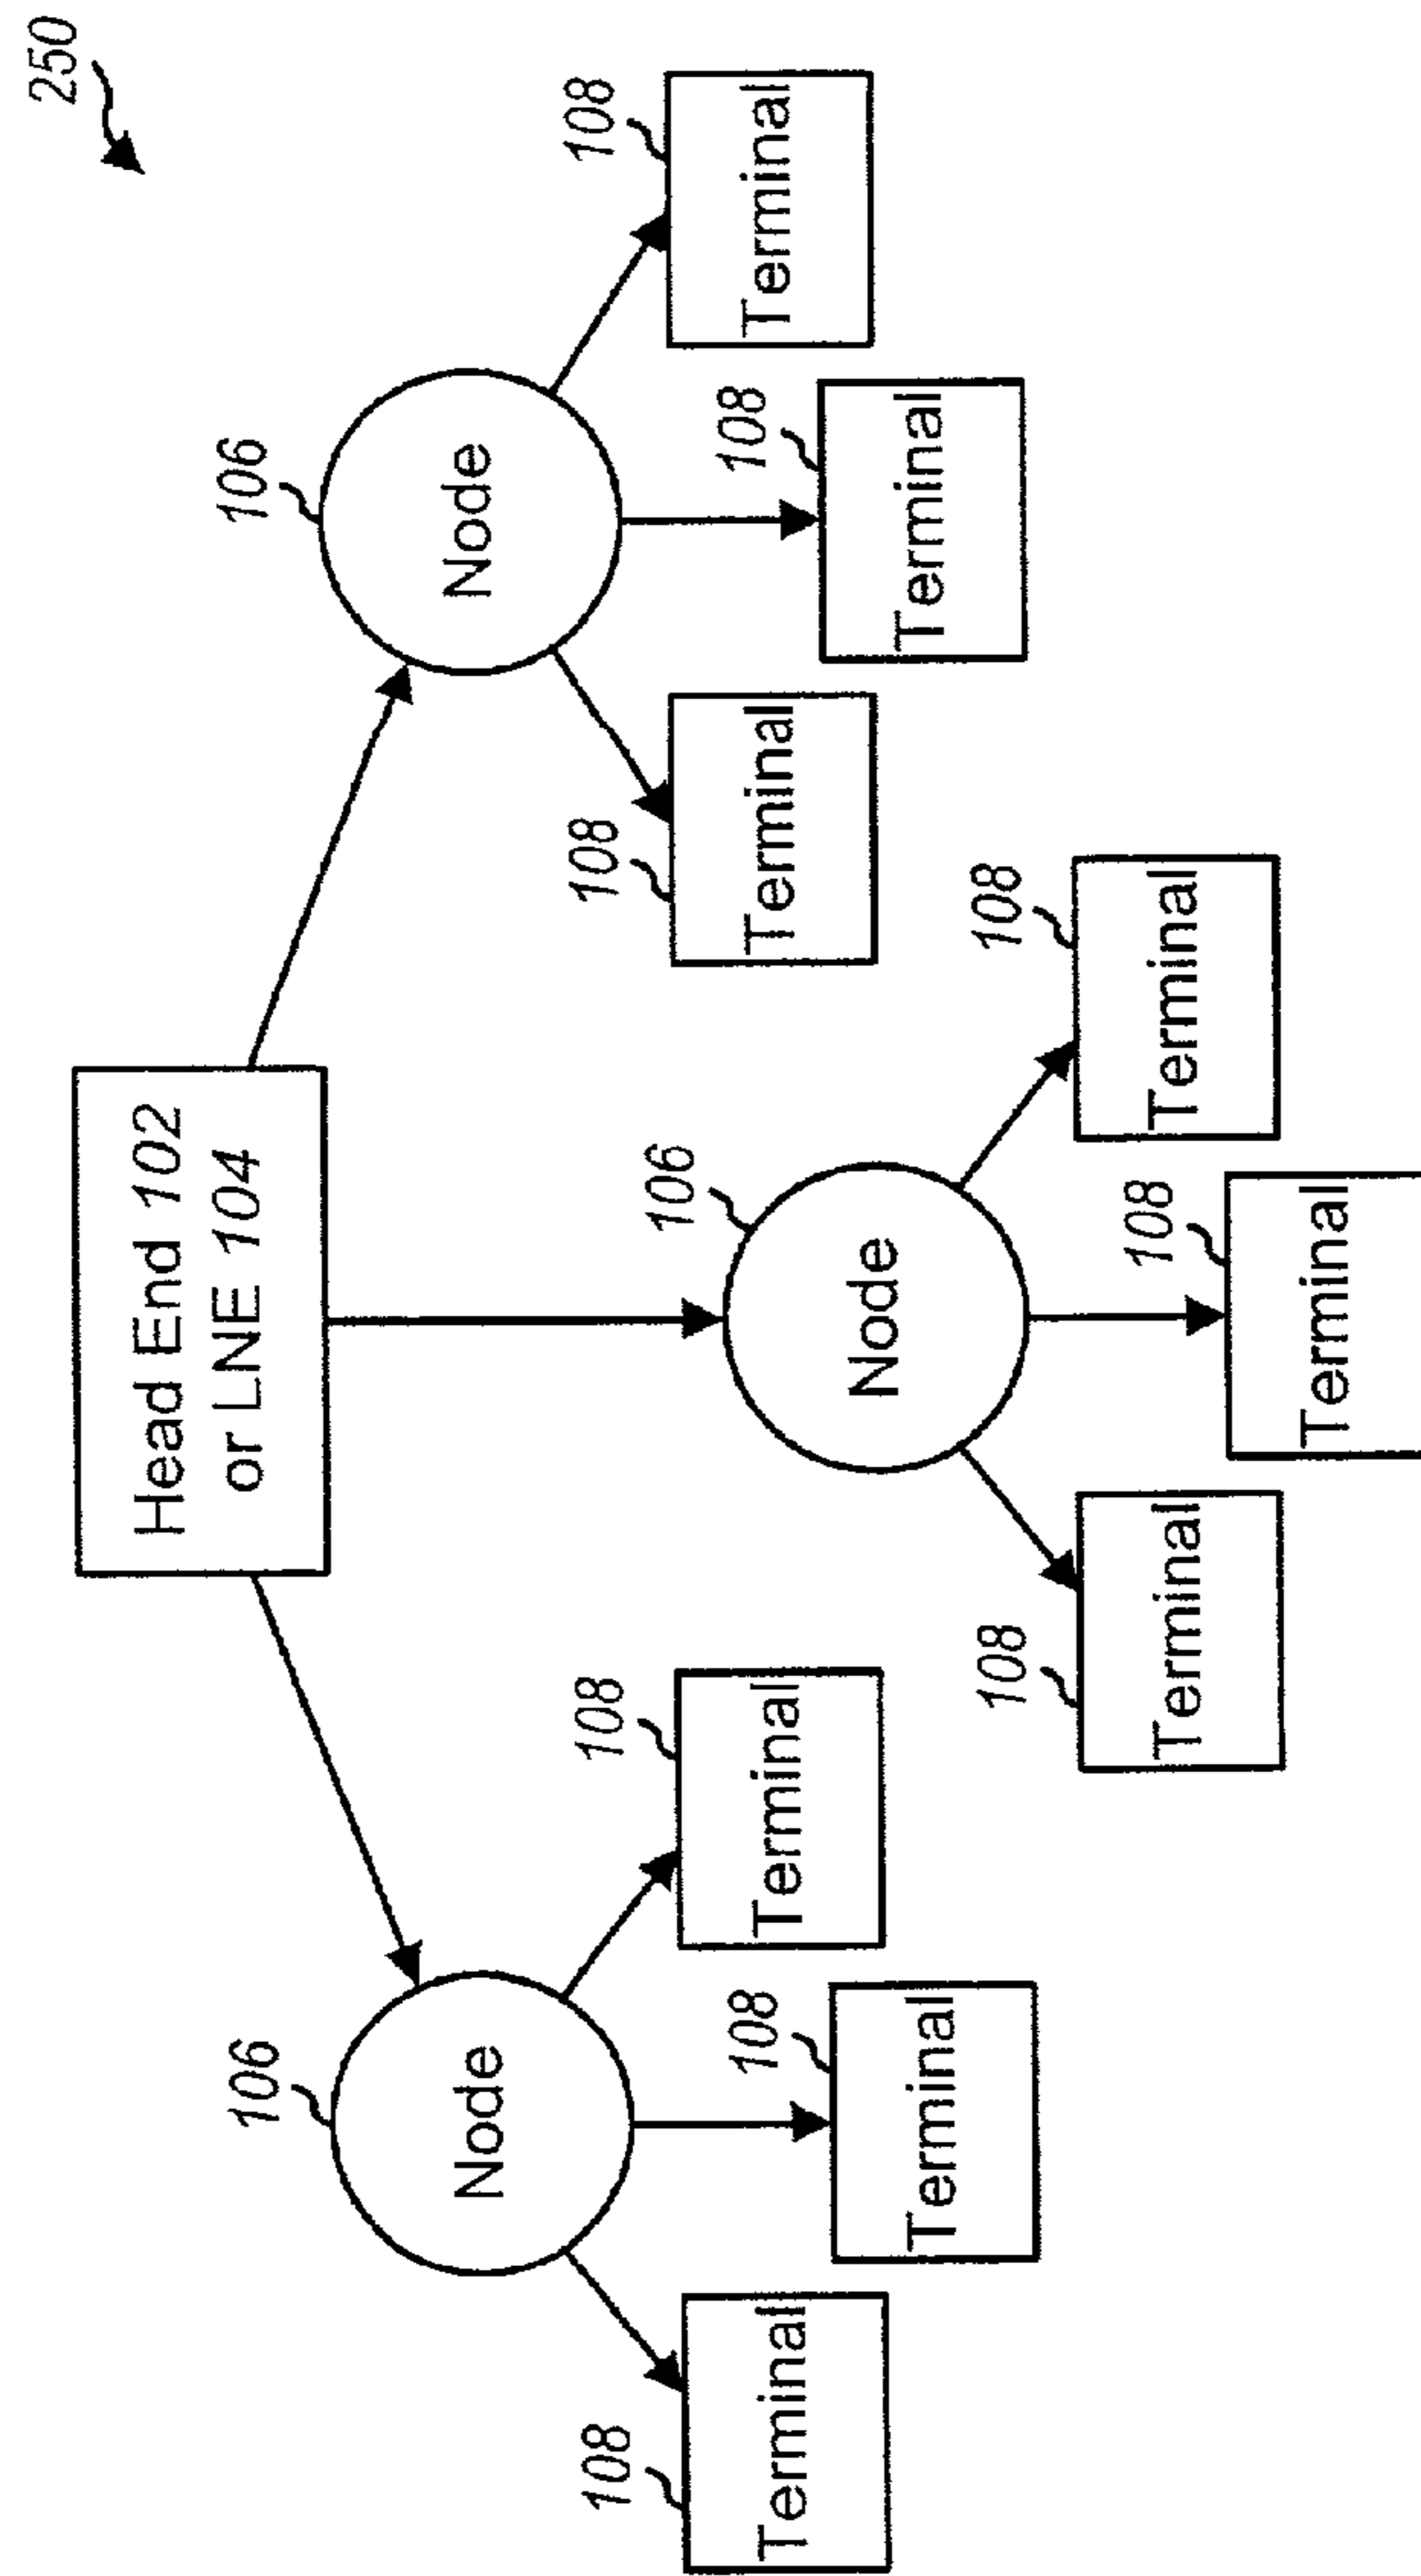 250
Head End 102
or LNE 104
106
Node
106
Node
106
Node
108
Terminal
108
Terminal
108
Terminal
108
Terminal
108
Terminal
108
Terminal
108
Terminal
108
Terminal
108
Terminal